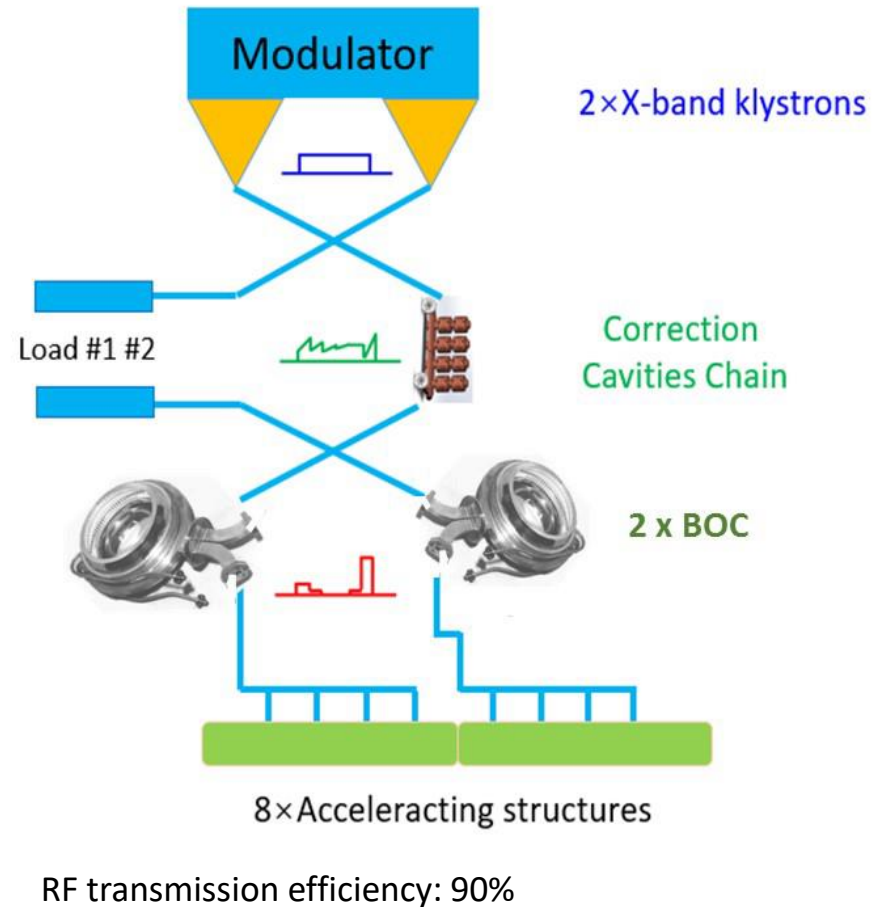 Modulator
2×X-band klystrons
Load #1 #2
Correction
Cavities Chain
2 x BOC
8×Acceleracting structures
RF transmission efficiency: 90%